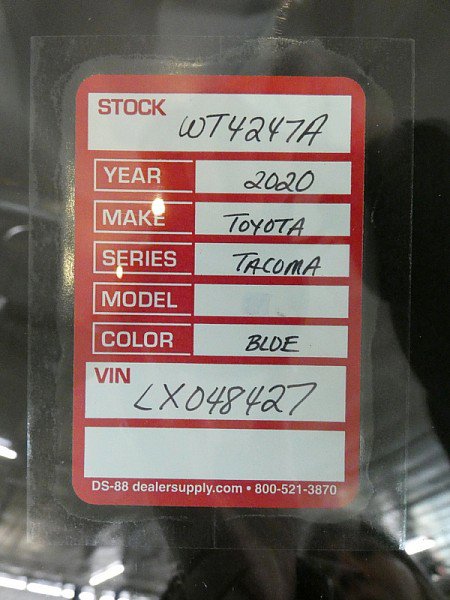 STOCK
WT4247A
YEAR 2020
MAKE TOYOTA
SERIES TACOMA
MODEL
COLOR BLUE
VIN
LX048427
DS-88 dealersupply.com • 800-521-3870